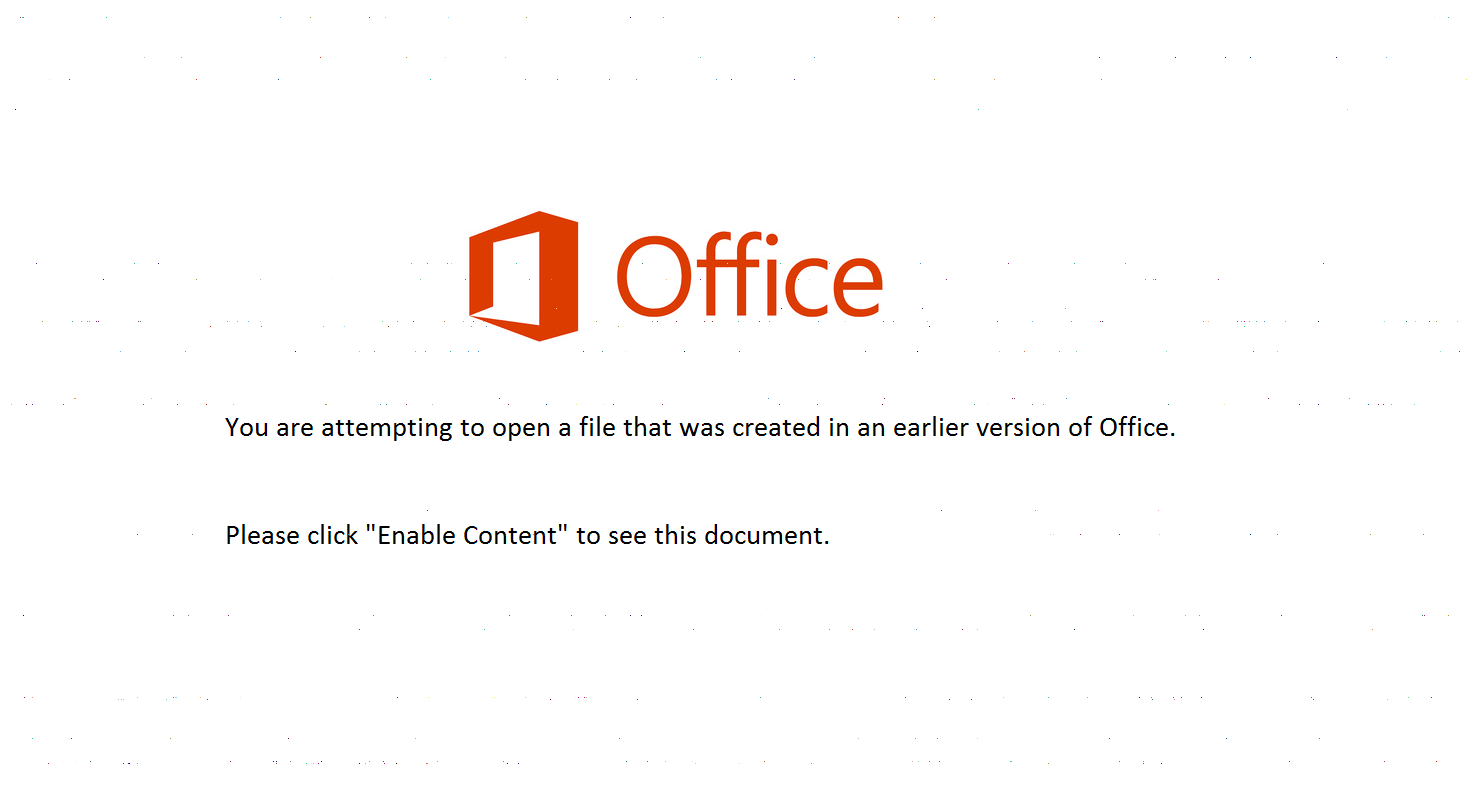 Office
You are attempting to open a file that was created in an earlier version of Office.
Please click "Enable Content" to see this document.